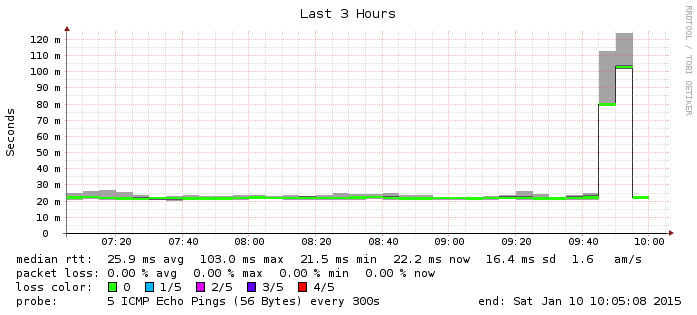 Last 3 Hours
RRDTOOL / TOBI OETIKER
Seconds
120 m
110 m
100 m
90 m
80 m
70 m
60 m
50 m
40 m
30 m
20 m
10 m
0
07:20 07:40 08:00 08:20 08:40 09:00 09:20 09:40 10:00
median rtt: 25.9 ms avg 103.0 ms max 21.5 ms min 22.2 ms now 16.4 ms sd 1.6 am/s
packet loss: 0.00 % avg 0.00 % max 0.00 % min 0.00 % now
loss color: 0 1/5 2/5 3/5 4/5
probe: 5 ICMP Echo Pings (56 Bytes) every 300s end: Sat Jan 10 10:05:08 2015